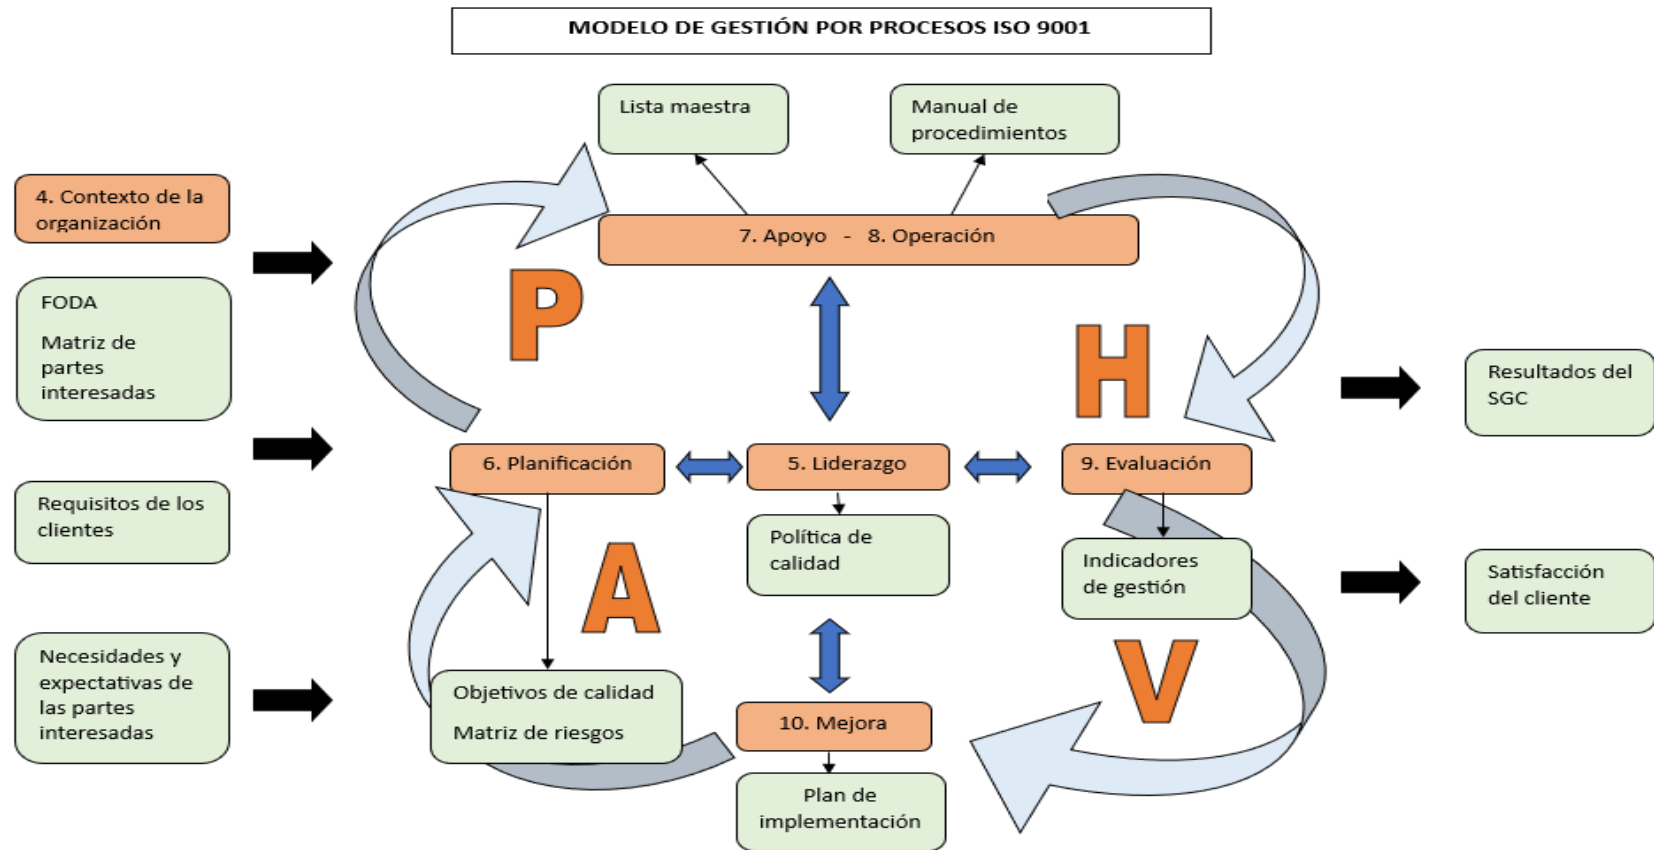 MODELO DE GESTIÓN POR PROCESOS ISO 9001
Lista maestra
Manual de
procedimientos
4. Contexto de la
organización
7. Apoyo - 8. Operación
FODA
Matriz de
partes
interesadas
P
H
Resultados del
SGC
6. Planificación
5. Liderazgo
9. Evaluación
Requisitos de los
clientes
Política de
calidad
A
Indicadores
de gestión
Satisfacción
del cliente
V
Necesidades y
expectativas de
las partes
interesadas
Objetivos de calidad
Matriz de riesgos
10. Mejora
Plan de
implementación